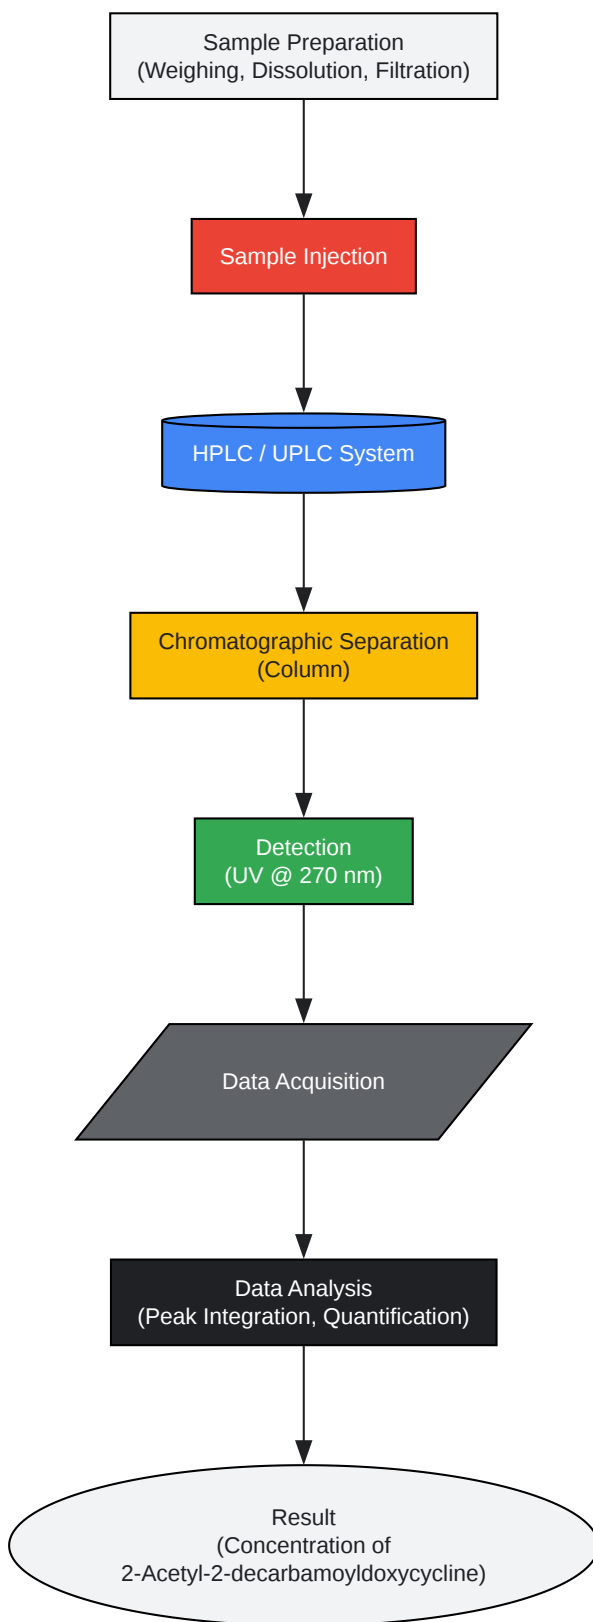 Sample Preparation
(Weighing, Dissolution, Filtration)
Sample Injection
HPLC / UPLC System
Chromatographic Separation
(Column)
Detection
(UV @ 270 nm)
Data Acquisition
Data Analysis
(Peak Integration, Quantification)
Result
(Concentration of
2-Acetyl-2-decarbamoyldoxycycline)